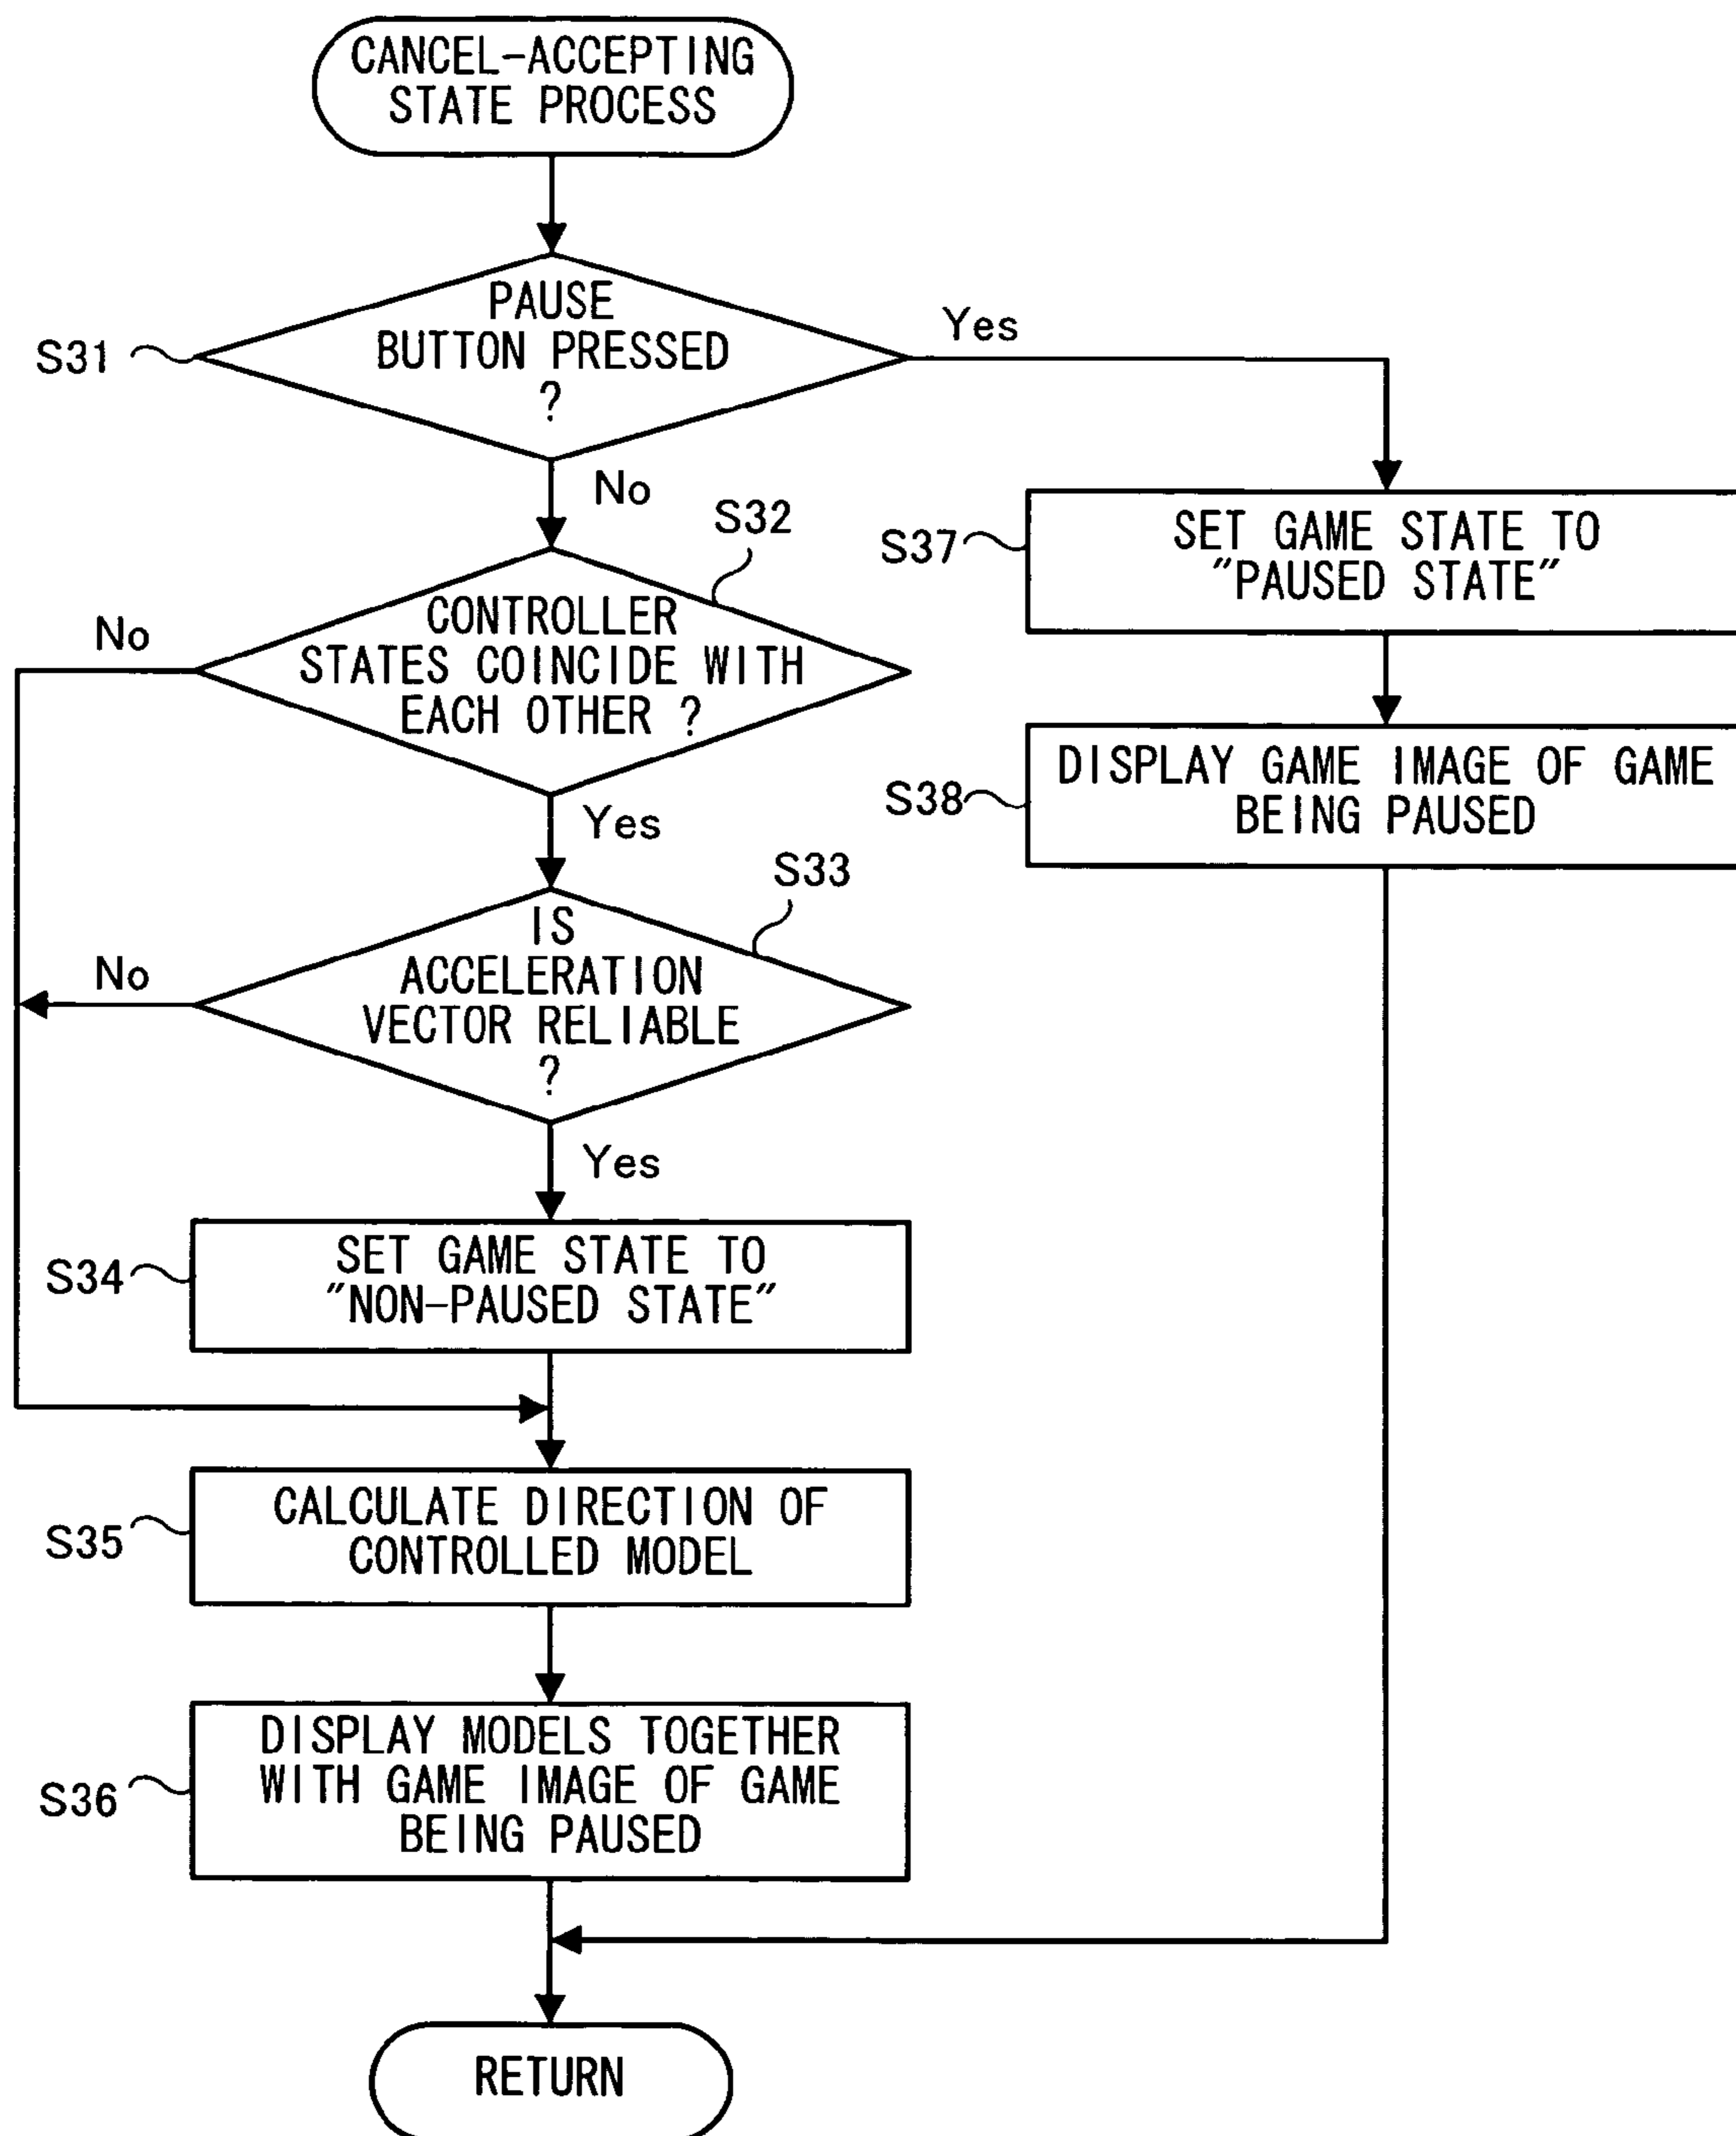 CANCEL-ACCEPTING
STATE PROCESS
PAUSE
BUTTON PRESSED
?
S31
Yes
No
S32
S37
SET GAME STATE TO
"PAUSED STATE"
CONTROLLER
STATES COINCIDE WITH
EACH OTHER ?
No
Yes
S38
DISPLAY GAME IMAGE OF GAME
BEING PAUSED
S33
IS
ACCELERATION
VECTOR RELIABLE
?
No
Yes
S34
SET GAME STATE TO
"NON-PAUSED STATE"
S35
CALCULATE DIRECTION OF
CONTROLLED MODEL
S36
DISPLAY MODELS TOGETHER
WITH GAME IMAGE OF GAME
BEING PAUSED
RETURN